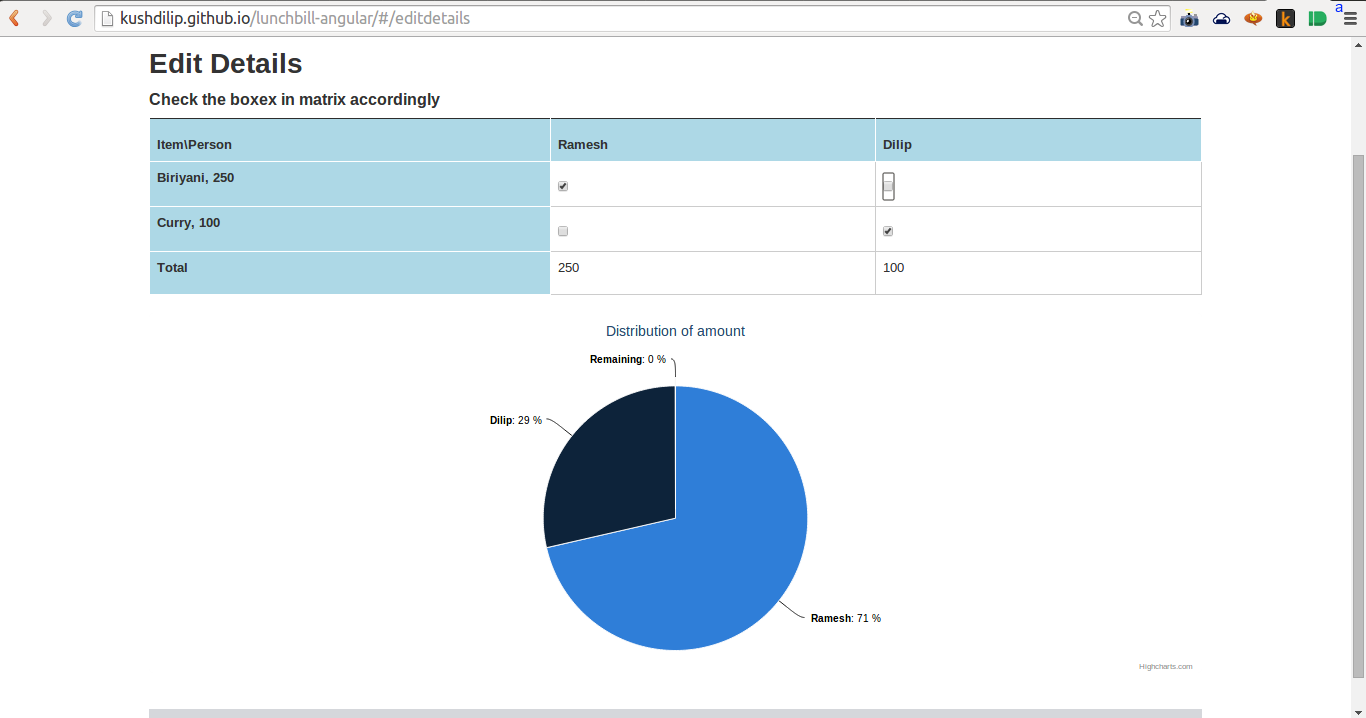 kushdilip.github.io/lunchbill-angular/#/editdetails
a
k
Edit Details
Check the boxex in matrix accordingly
Item\Person Ramesh Dilip
Biriyani, 250
Curry, 100
Total 250 100
Distribution of amount
Remaining: 0 %
Dilip: 29 %
Ramesh: 71 %
Highcharts.com